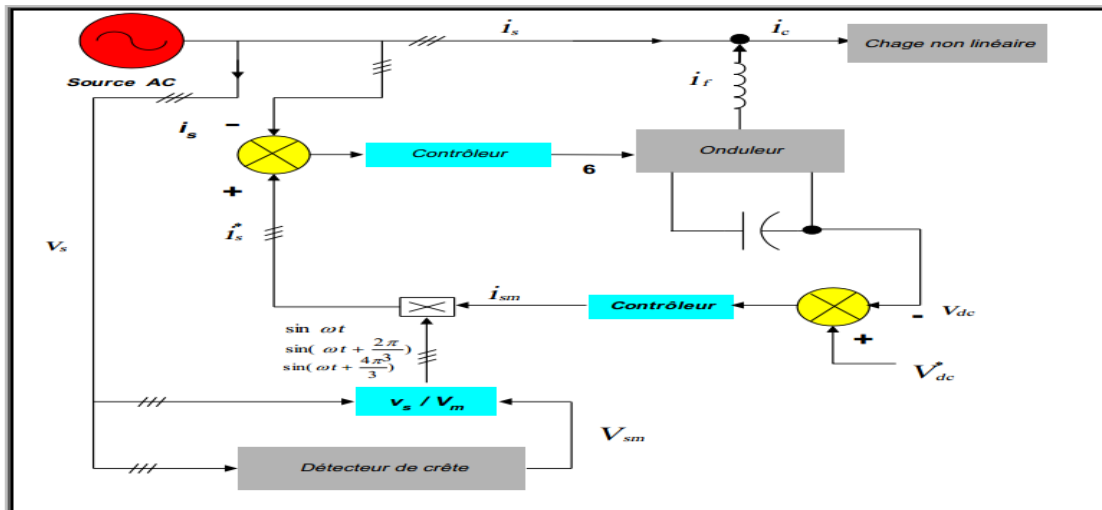 i_s
i_c
Chage non linéaire
Source AC
i_f
i_s
-
Contrôleur
6
Onduleur
+
i*_s
v_s
i_sm
Contrôleur
-
v_dc
+
V*_dc
sin ωt
sin( ωt + 2π/3)
sin(ωt + 4π/3)
v_s / V_m
V_sm
Détecteur de crête